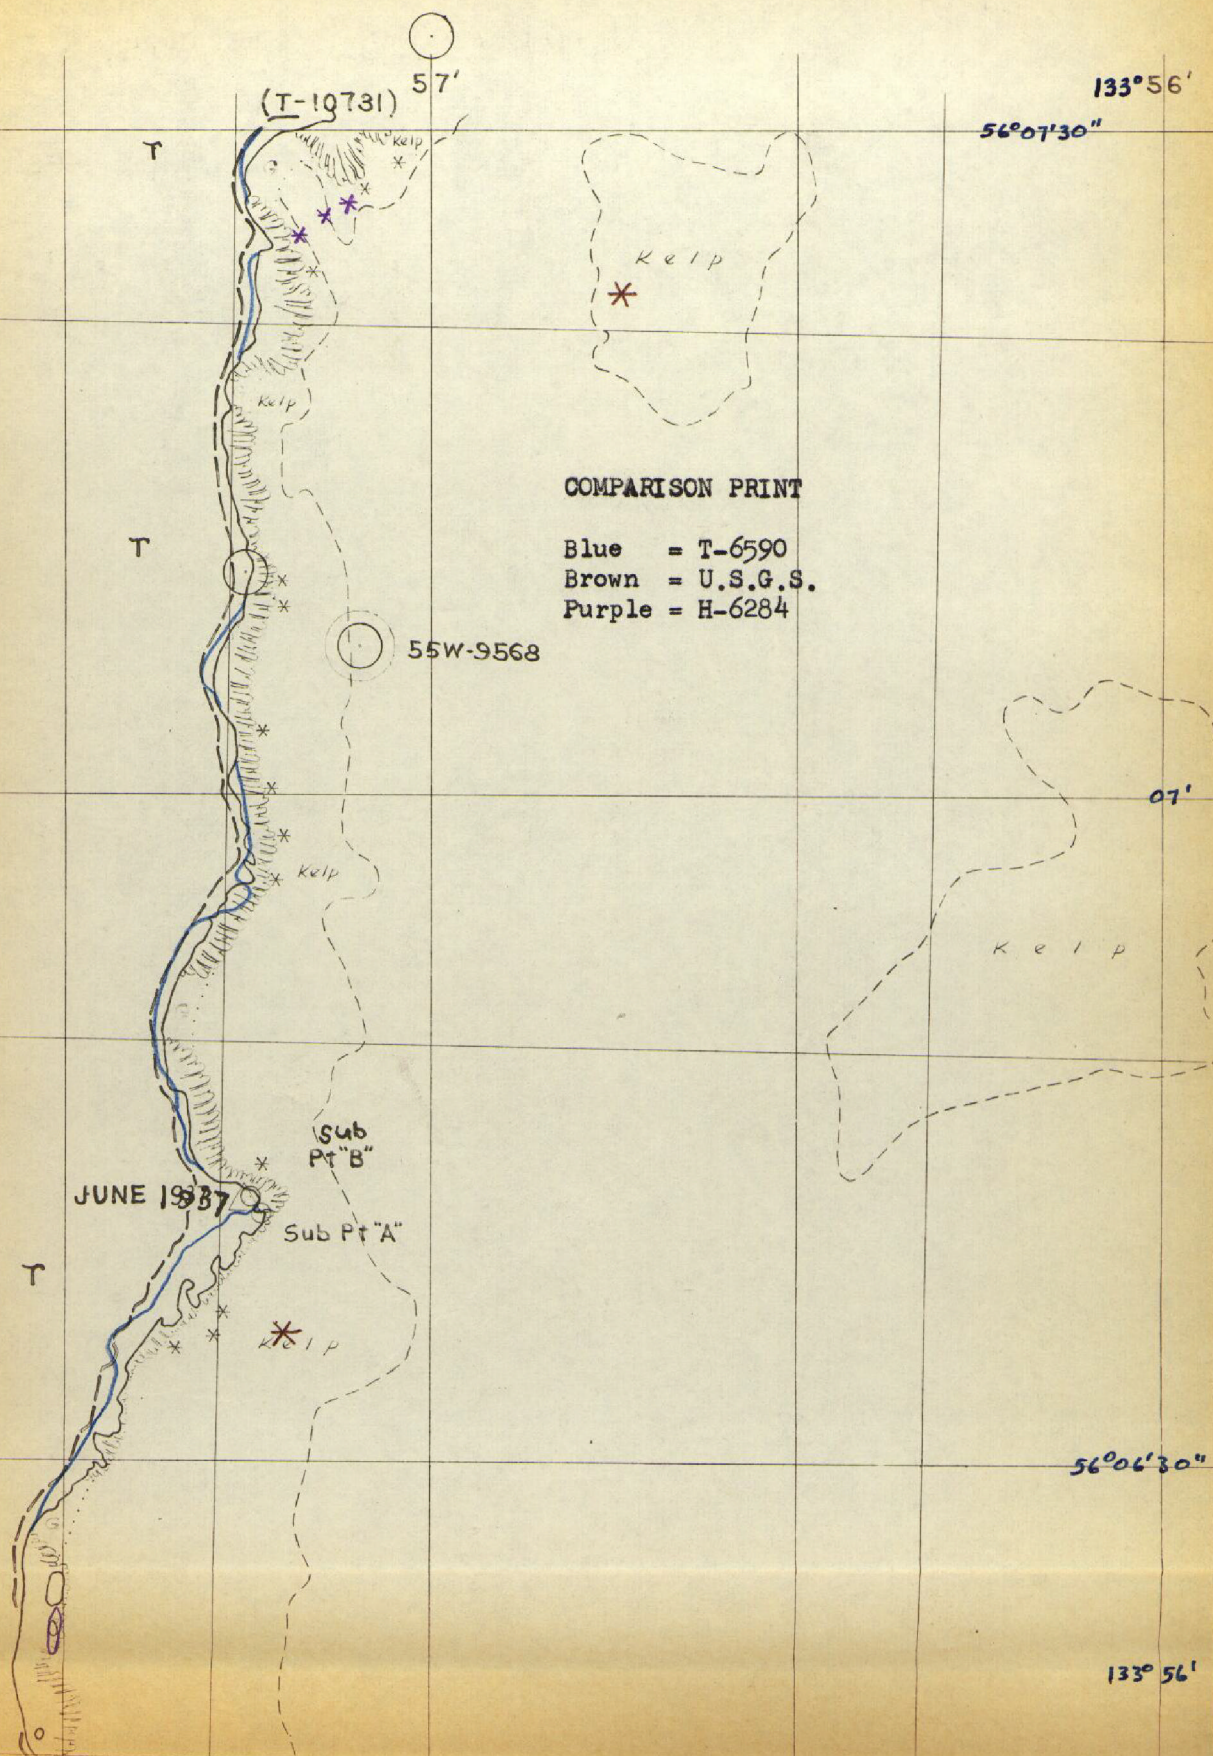 57'
133°56'
(T-10731)
56°07'30"
T
Kelp
Kelp
Kelp
COMPARISON PRINT
T
Blue = T-6590
Brown = U.S.G.S.
Purple = H-6284
55W-9568
07'
Kelp
Kelp
Sub
Pt "B"
JUNE 1937
Sub Pt "A"
T
Kelp
56°06'30"
133°56'